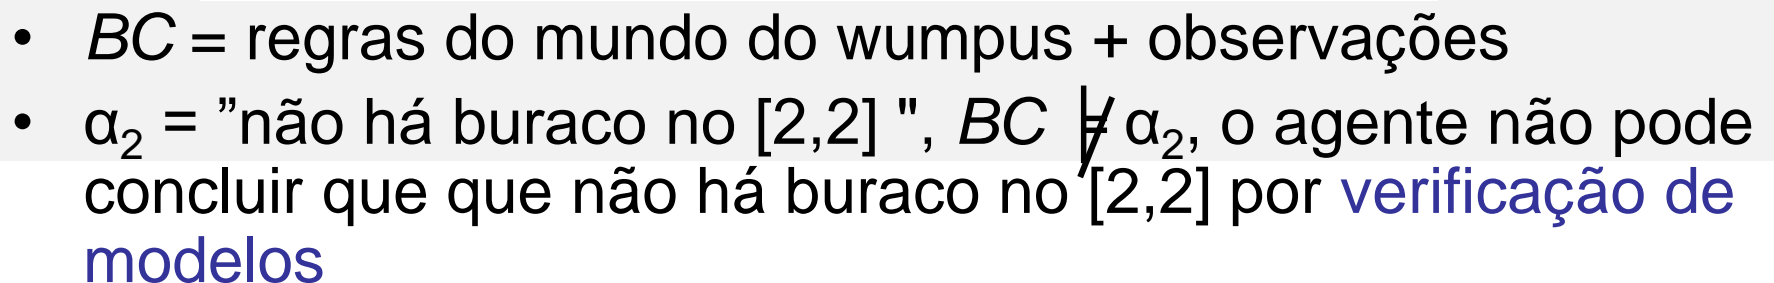 • BC = regras do mundo do wumpus + observações
• α₂ = ”não há buraco no [2,2] ", BC ⊭ α₂, o agente não pode
concluir que que não há buraco no [2,2] por verificação de
modelos